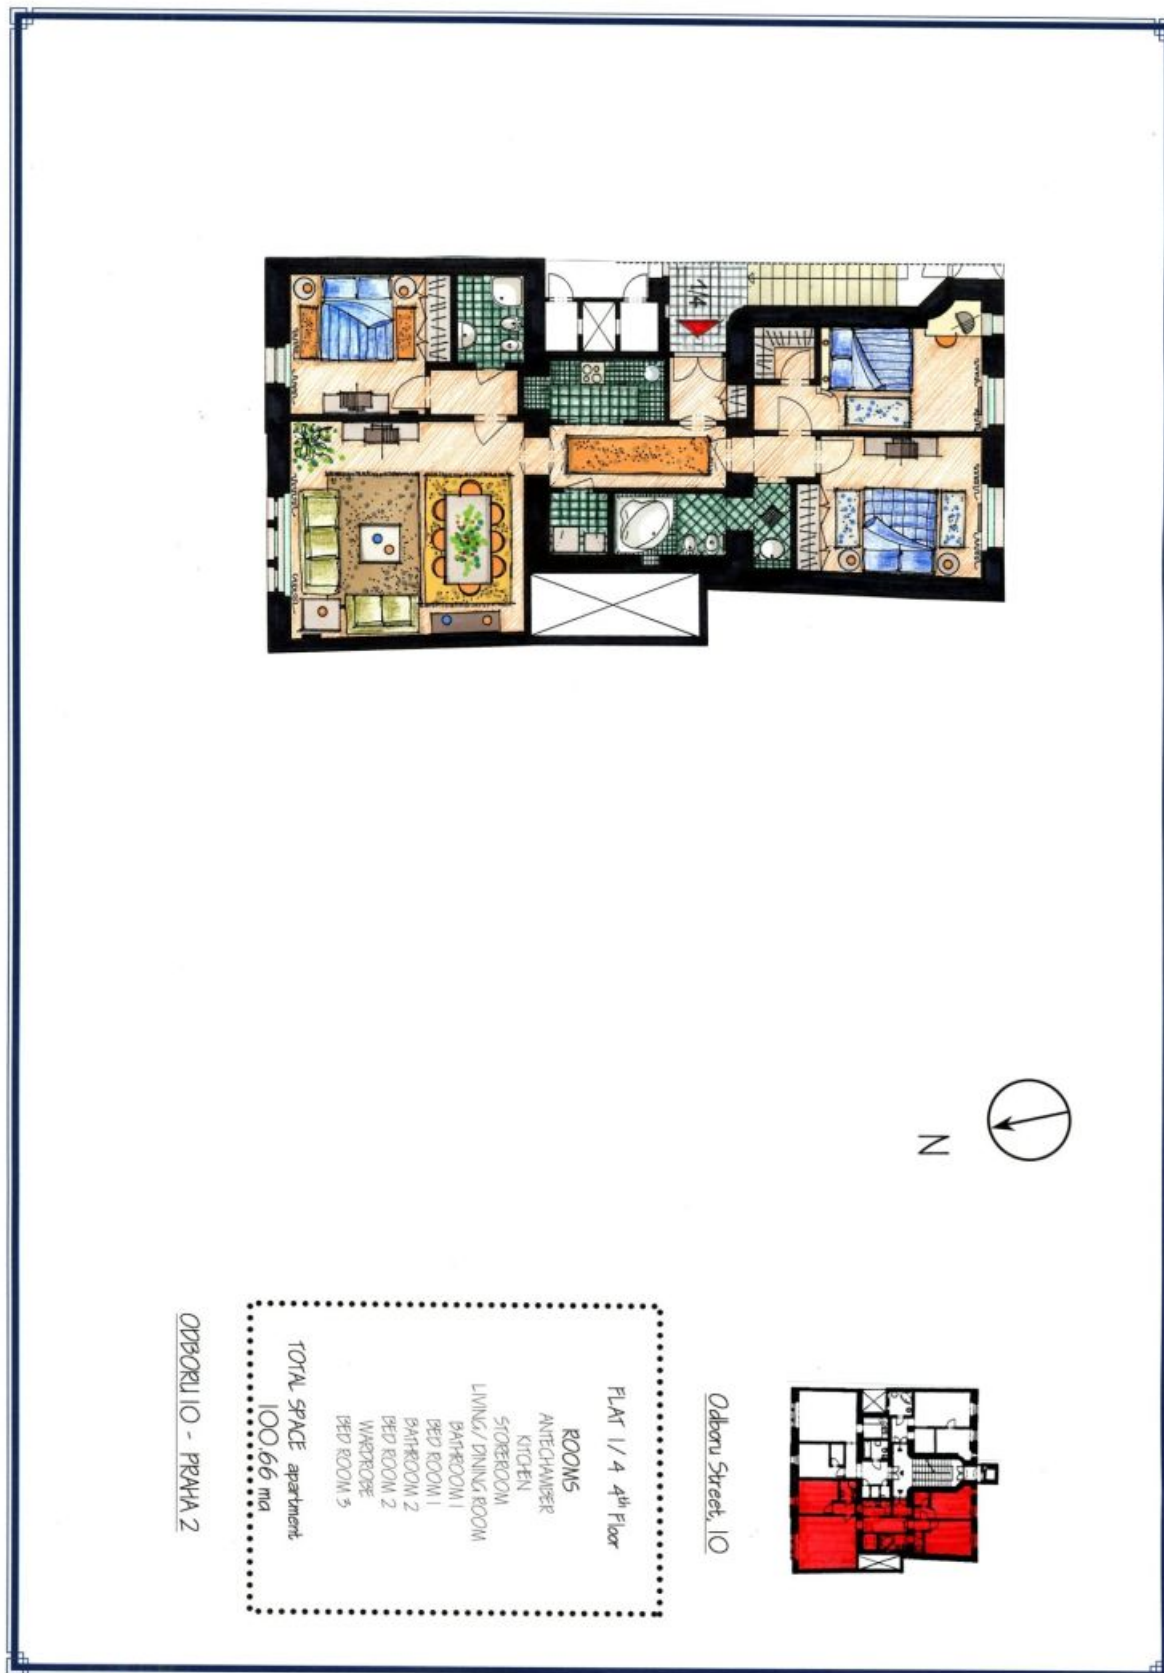 1/4
N
Odboru Street, 10
FLAT 1/4 4th Floor
ROOMS
ANTECHAMBER
KITCHEN
STOREROOM
LIVING/DINING ROOM
BATHROOM 1
BED ROOM 1
BATHROOM 2
BED ROOM 2
WARDROBE
BED ROOM 3
TOTAL SPACE apartment
100.66 mq
ODBORU 10 - PRAHA 2